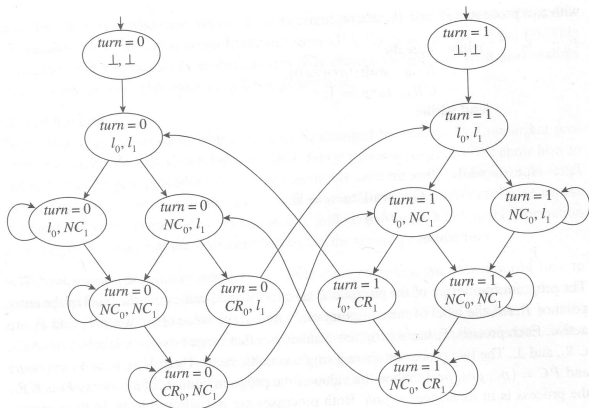 turn = 0
⊥, ⊥
turn = 1
⊥, ⊥
turn = 0
l₀, l₁
turn = 1
l₀, l₁
turn = 0
l₀, NC₁
turn = 0
NC₀, l₁
turn = 1
l₀, NC₁
turn = 1
NC₀, l₁
turn = 0
NC₀, NC₁
turn = 0
CR₀, l₁
turn = 1
l₀, CR₁
turn = 1
NC₀, NC₁
turn = 0
CR₀, NC₁
turn = 1
NC₀, CR₁